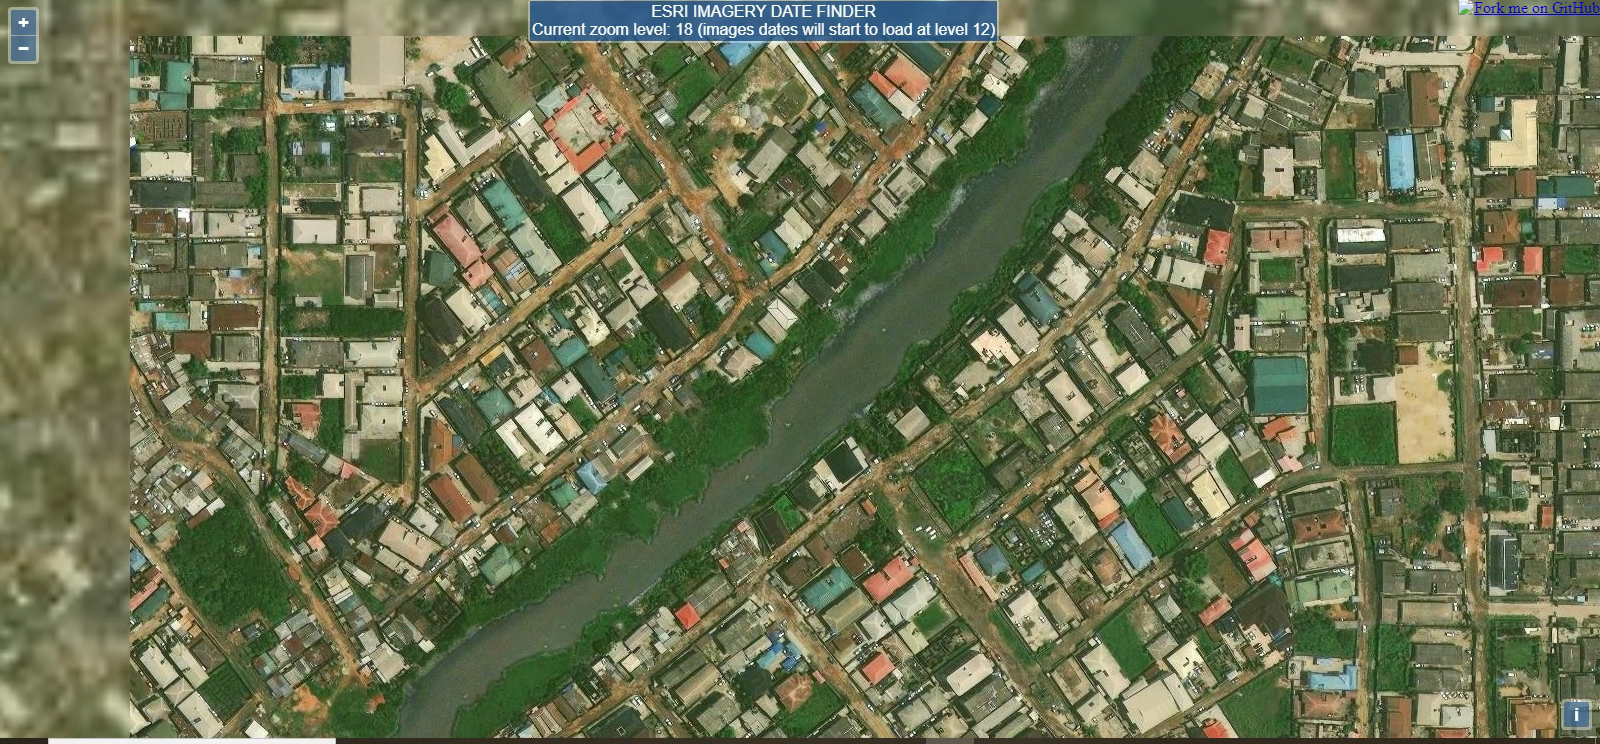 +
ESRI IMAGERY DATE FINDER
Current zoom level: 18 (images dates will start to load at level 12)
Fork me on GitHub
−
i